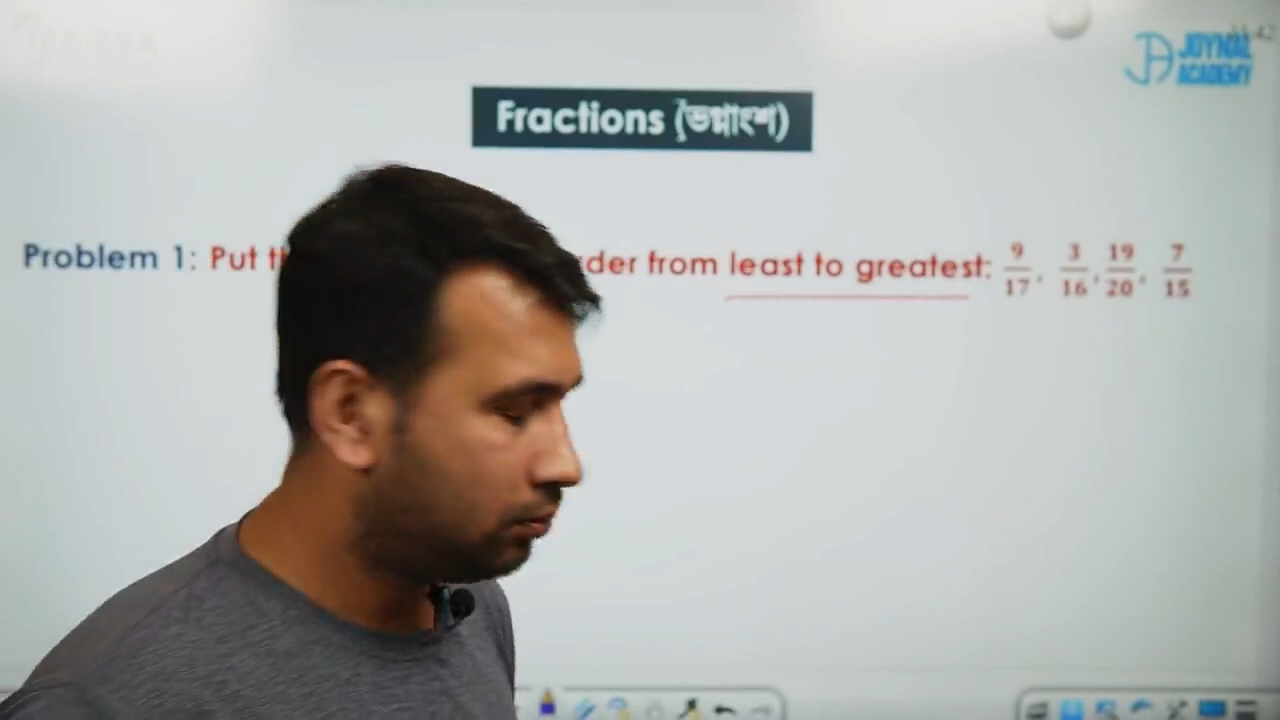 JOYNAL
ACADEMY
Fractions (ভগ্নাংশ)
Problem 1: Put der from least to greatest: 9/17, 3/16, 19/20, 7/15